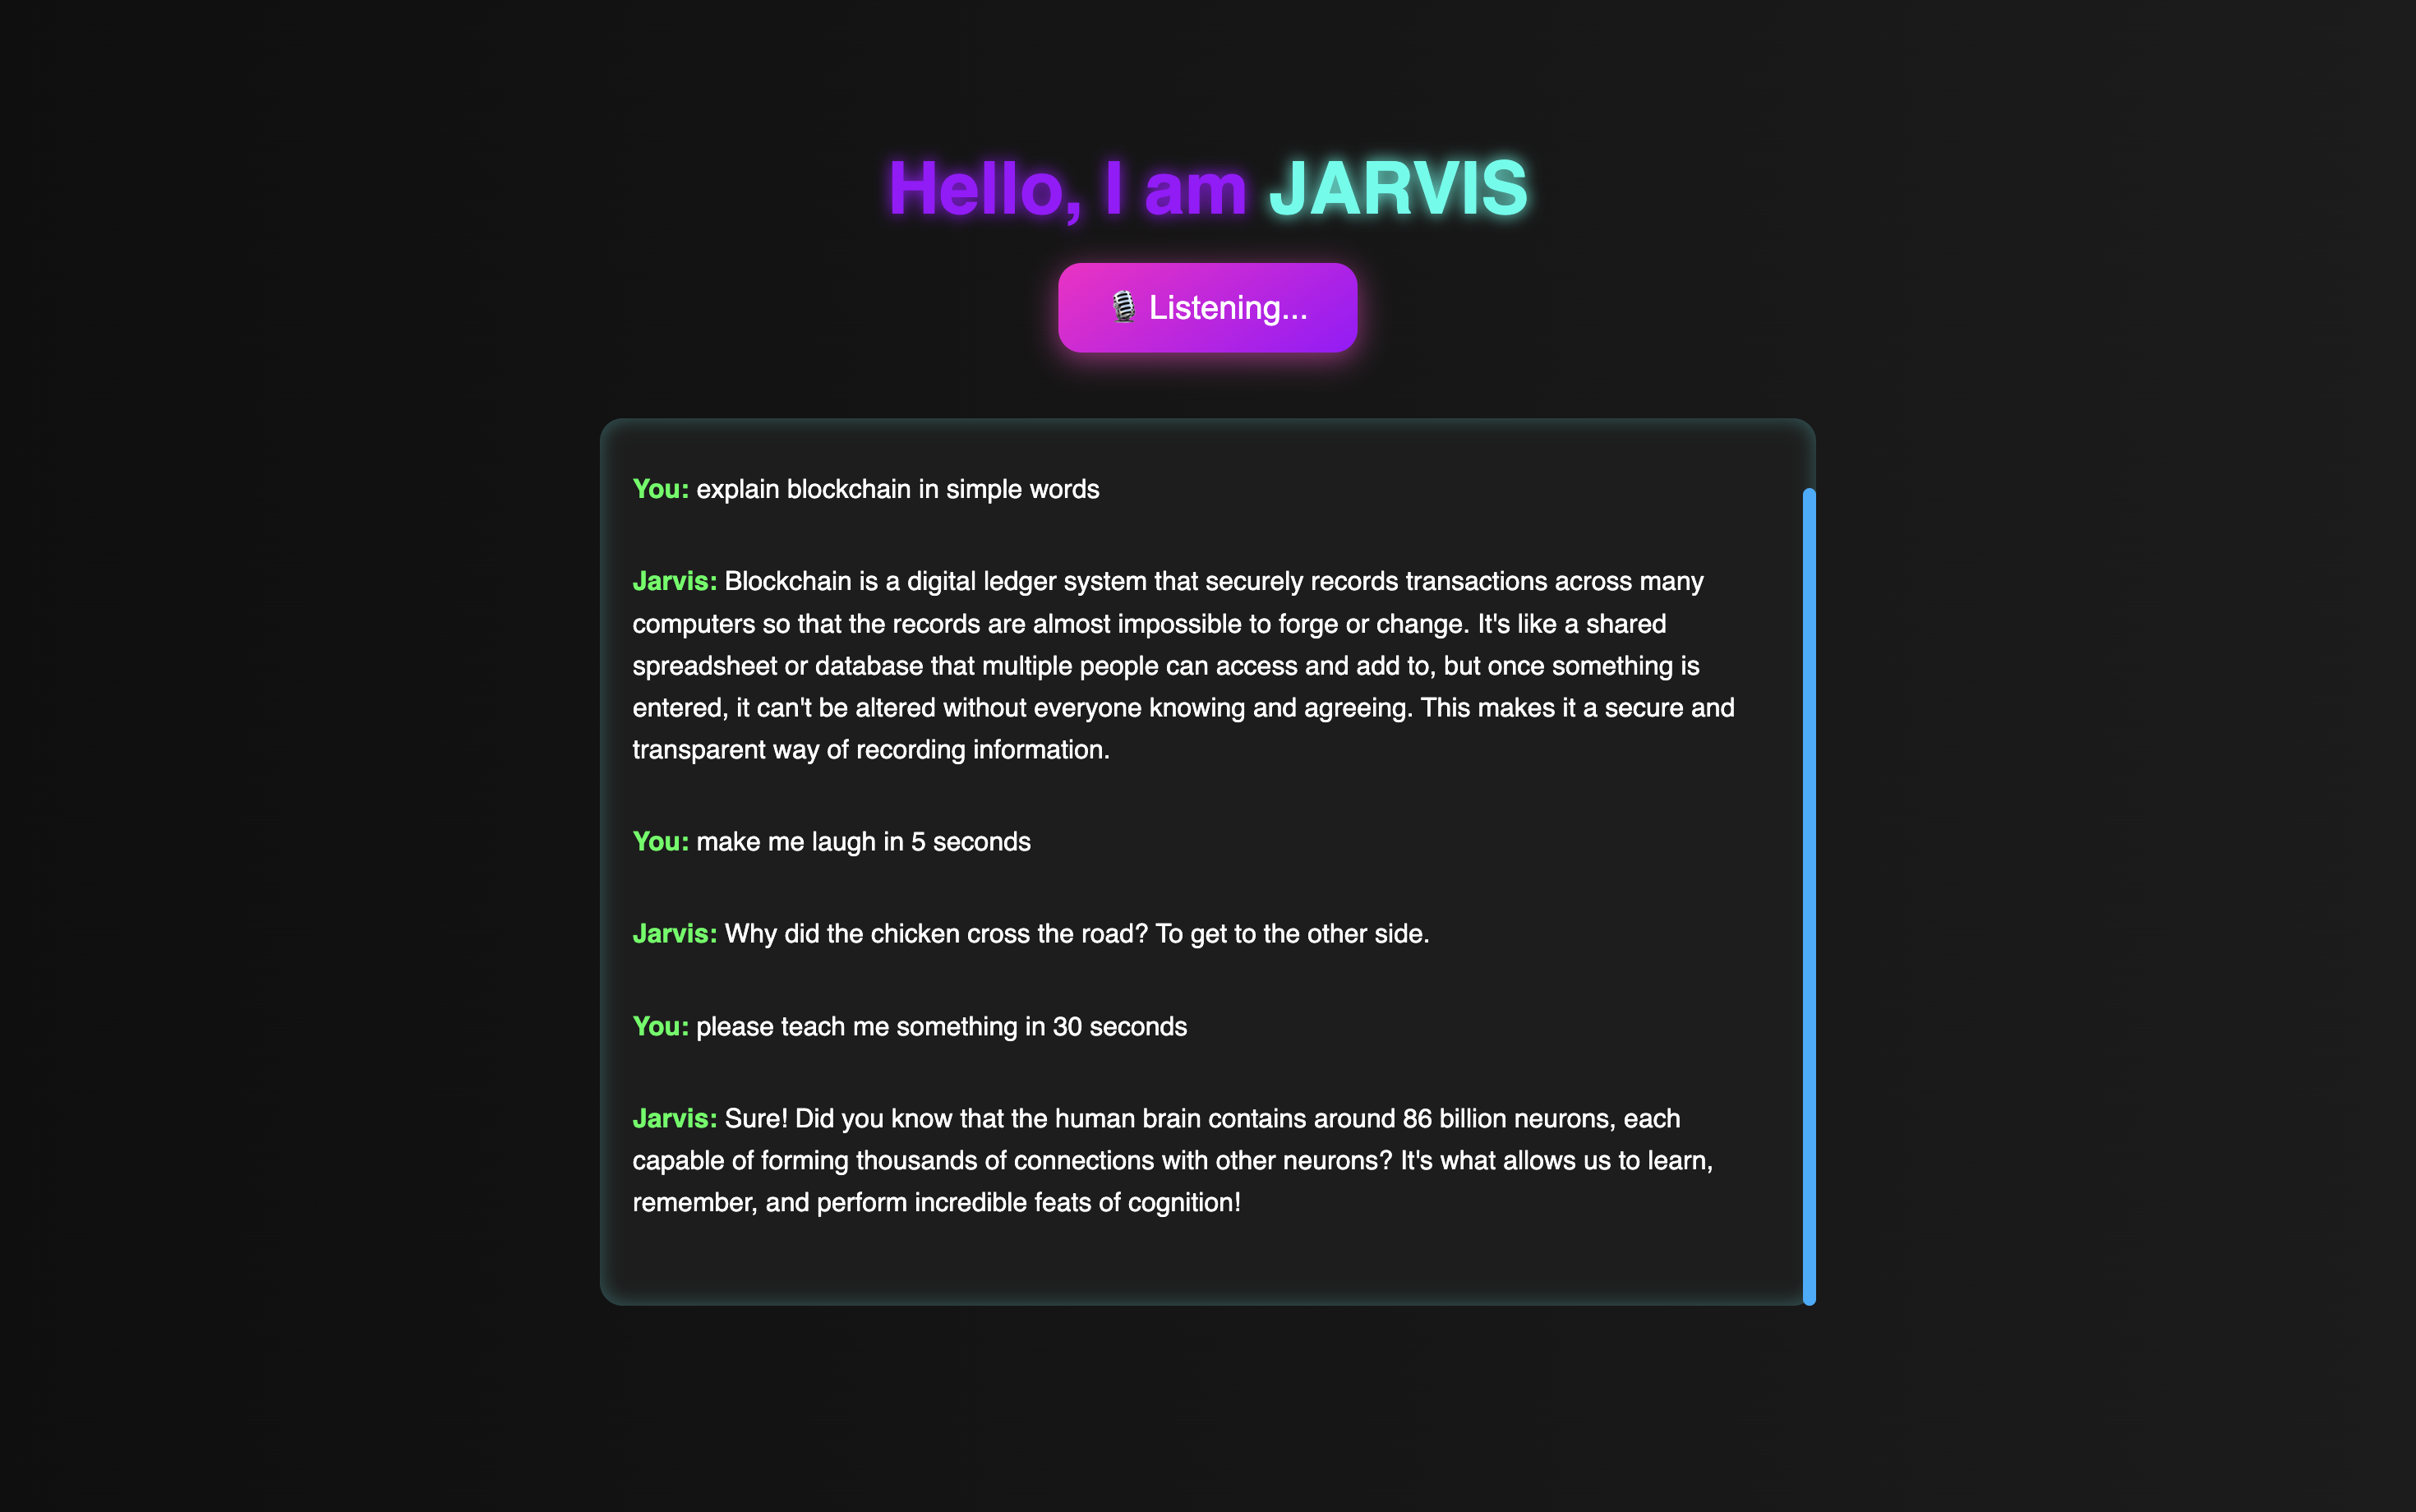 Hello, I am JARVIS
🎙️ Listening...
You: explain blockchain in simple words
Jarvis: Blockchain is a digital ledger system that securely records transactions across many
computers so that the records are almost impossible to forge or change. It's like a shared
spreadsheet or database that multiple people can access and add to, but once something is
entered, it can't be altered without everyone knowing and agreeing. This makes it a secure and
transparent way of recording information.
You: make me laugh in 5 seconds
Jarvis: Why did the chicken cross the road? To get to the other side.
You: please teach me something in 30 seconds
Jarvis: Sure! Did you know that the human brain contains around 86 billion neurons, each
capable of forming thousands of connections with other neurons? It's what allows us to learn,
remember, and perform incredible feats of cognition!